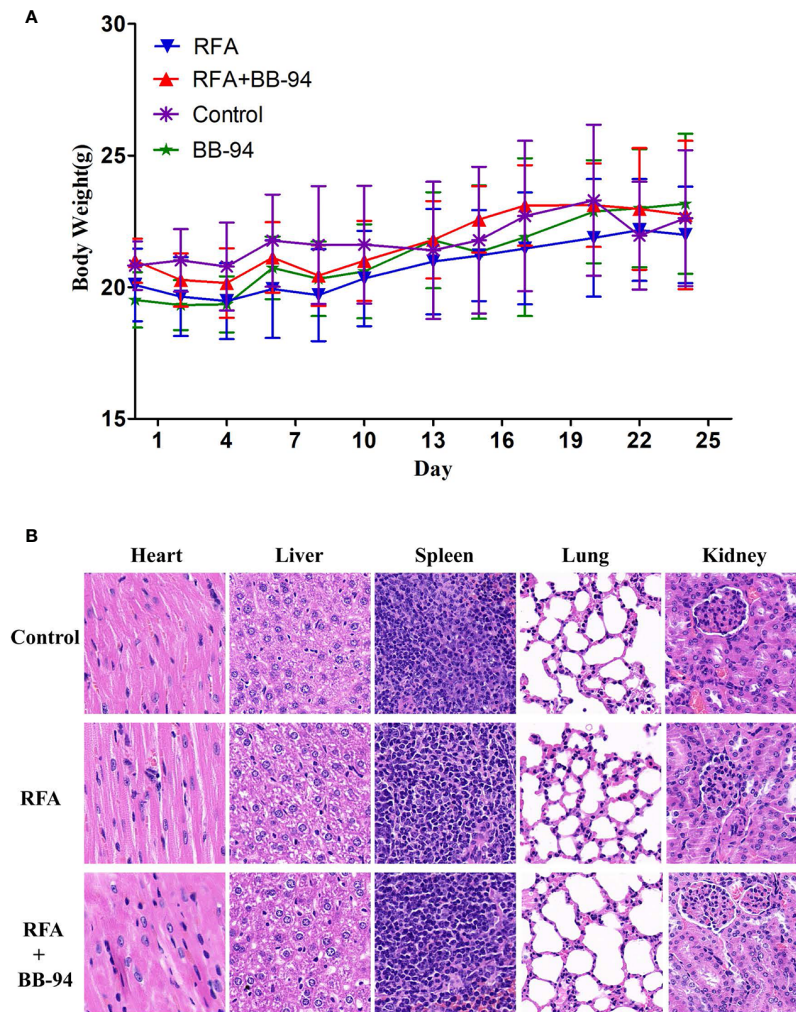 A
30
25
20
15
Body Weight(g)
RFA
RFA+BB-94
Control
BB-94
1 4 7 10 13 16 19 22 25
Day
B
Heart Liver Spleen Lung Kidney
Control
RFA
RFA
+
BB-94